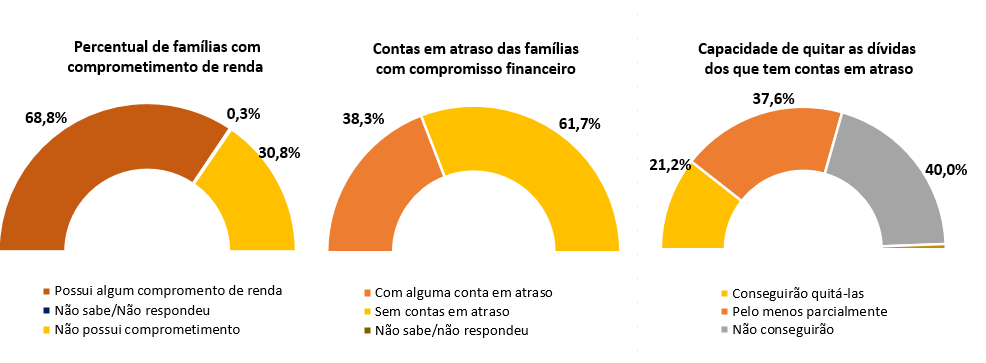 Percentual de famílias com
comprometimento de renda
68,8%
0,3%
30,8%
Possui algum compromento de renda
Não sabe/Não respondeu
Não possui comprometimento
Contas em atraso das famílias
com compromisso financeiro
38,3%
61,7%
Com alguma conta em atraso
Sem contas em atraso
Não sabe/não respondeu
Capacidade de quitar as dívidas
dos que tem contas em atraso
37,6%
21,2%
40,0%
Conseguirão quitá-las
Pelo menos parcialmente
Não conseguirão